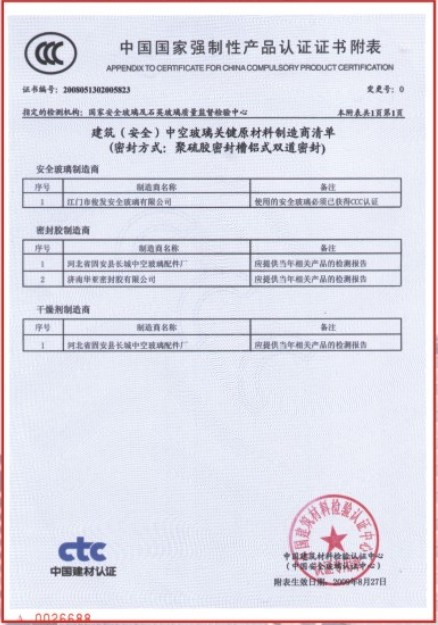 中国国家强制性产品认证证书附表
APPENDIX TO CERTIFICATE FOR CHINA COMPULSORY PRODUCT CERTIFICATION
证书编号: 2008051302005823 变更号: 0
指定的检测机构: 国家安全玻璃及石英玻璃质量监督检验中心 本附表共1页第1页
建筑（安全）中空玻璃关键原材料制造商清单
(密封方式: 聚硫胶密封槽铝式双道密封)
安全玻璃制造商
序号 制造商名称 备注
1 江门市俊发安全玻璃有限公司 使用的安全玻璃必须已获得CCC认证
密封胶制造商
序号 制造商名称 备注
1 河北省固安县长城中空玻璃配件厂 应提供当年相关产品的检测报告
2 济南华亚密封胶有限公司 应提供当年相关产品的检测报告
干燥剂制造商
序号 制造商名称 备注
1 河北省固安县长城中空玻璃配件厂 应提供当年相关产品的检测报告
ctc
中国建材认证
中国建筑材料检验认证中心
(中国安全玻璃认证中心)
附表生效日期: 2009年8月27日
A 0026688